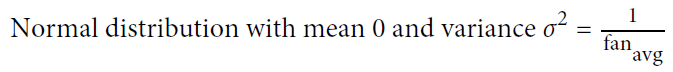 Normal distribution with mean 0 and variance σ² = 1/fan_avg